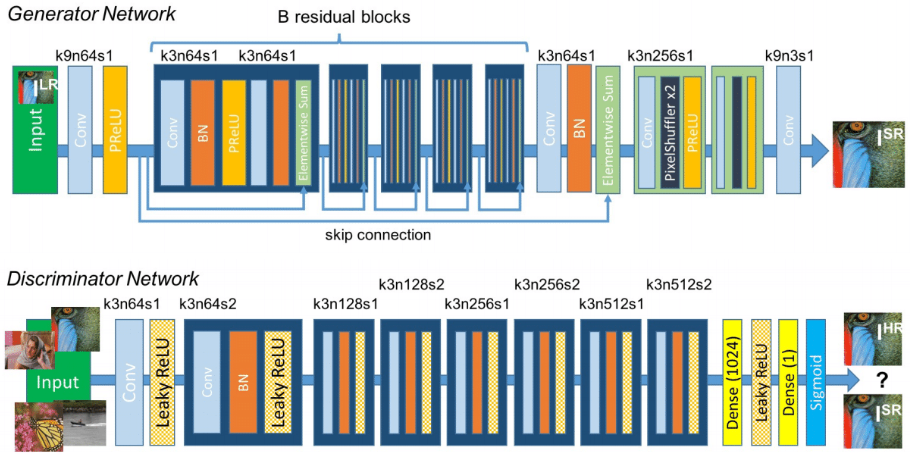 Generator Network
B residual blocks
k9n64s1
k3n64s1
k3n64s1
k3n64s1
k3n256s1
k9n3s1
I^LR
Input
Conv
PReLU
Conv
BN
PReLU
BN
Elementwise Sum
Conv
BN
Elementwise Sum
Conv
PixelShuffler x2
PReLU
Conv
I^SR
skip connection
Discriminator Network
k3n64s1
k3n64s2
k3n128s1
k3n128s2
k3n256s1
k3n256s2
k3n512s1
k3n512s2
Input
Conv
Leaky ReLU
Conv
BN
Leaky ReLU
Dense (1024)
Leaky ReLU
Dense (1)
Sigmoid
I^HR
?
I^SR